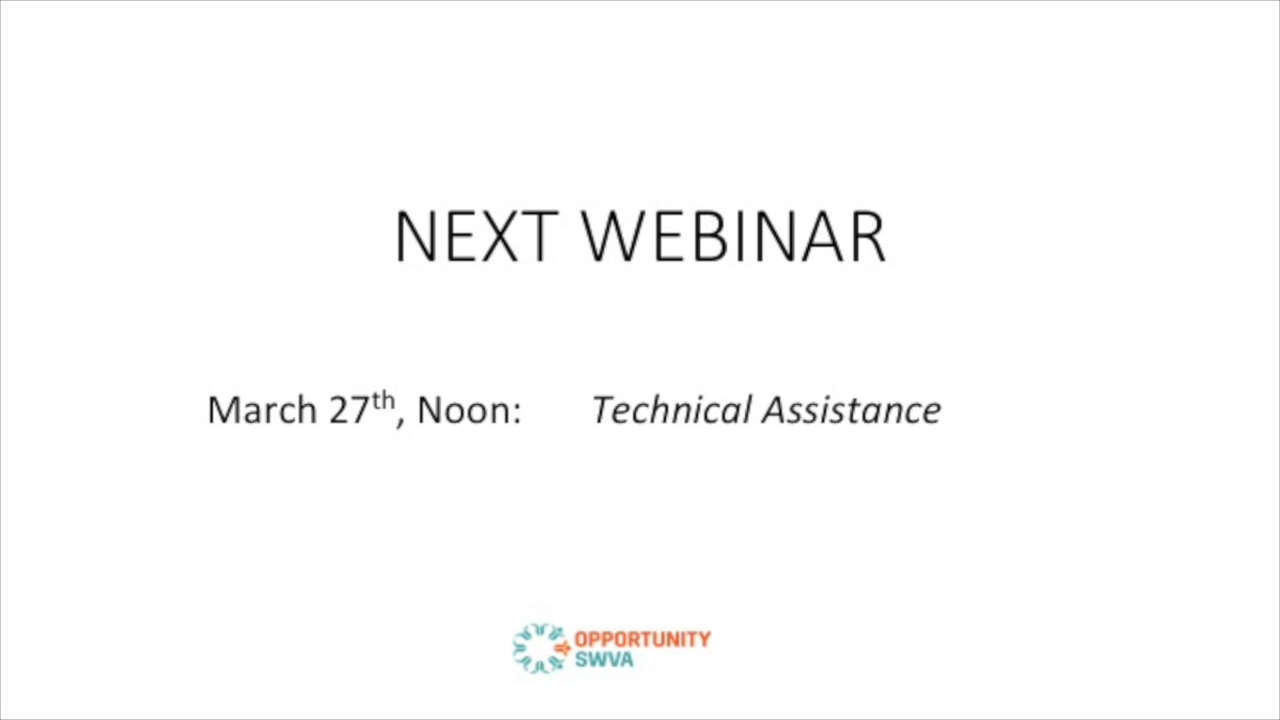 NEXT WEBINAR
March 27th, Noon: Technical Assistance
OPPORTUNITY
SWVA